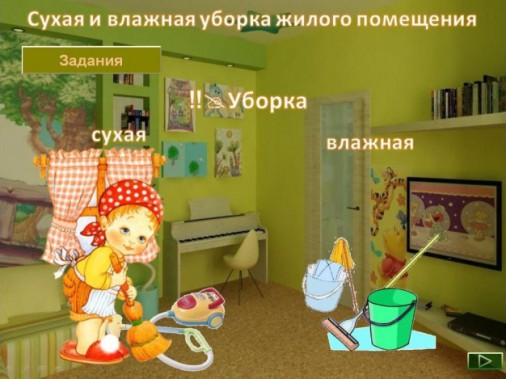 Сухая и влажная уборка жилого помещения
Задания
!!🖎Уборка
сухая
влажная